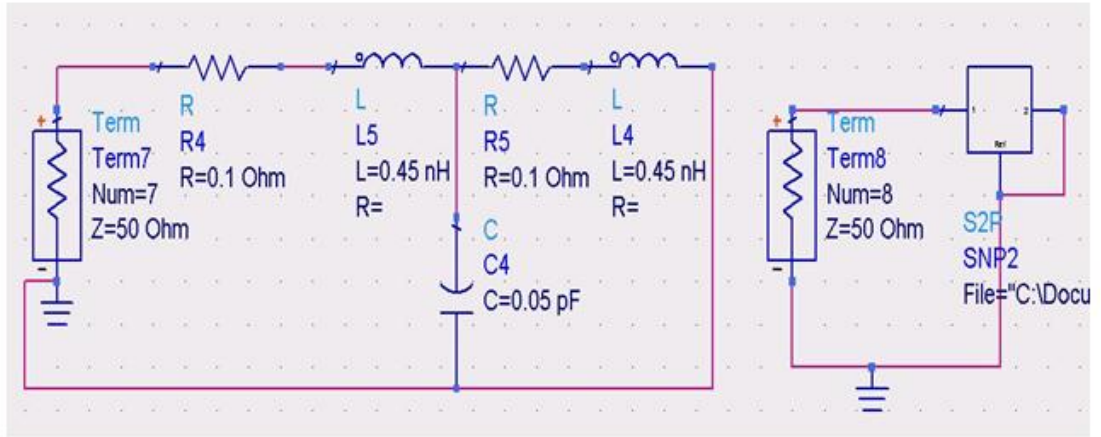 +
Term
Term7
Num=7
Z=50 Ohm
-
R
R4
R=0.1 Ohm
L
L5
L=0.45 nH
R=
R
R5
R=0.1 Ohm
L
L4
L=0.45 nH
R=
C
C4
C=0.05 pF
+
Term
Term8
Num=8
Z=50 Ohm
-
1
2
Ref
S2P
SNP2
File="C:\Docu